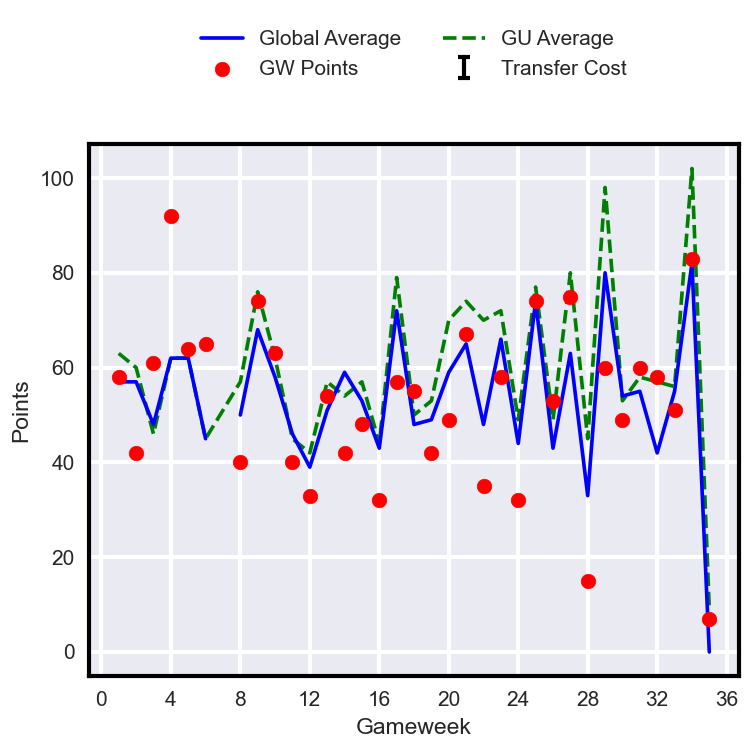 Global Average
GU Average
GW Points
Transfer Cost
100
80
60
40
20
0
Points
0 4 8 12 16 20 24 28 32 36
Gameweek